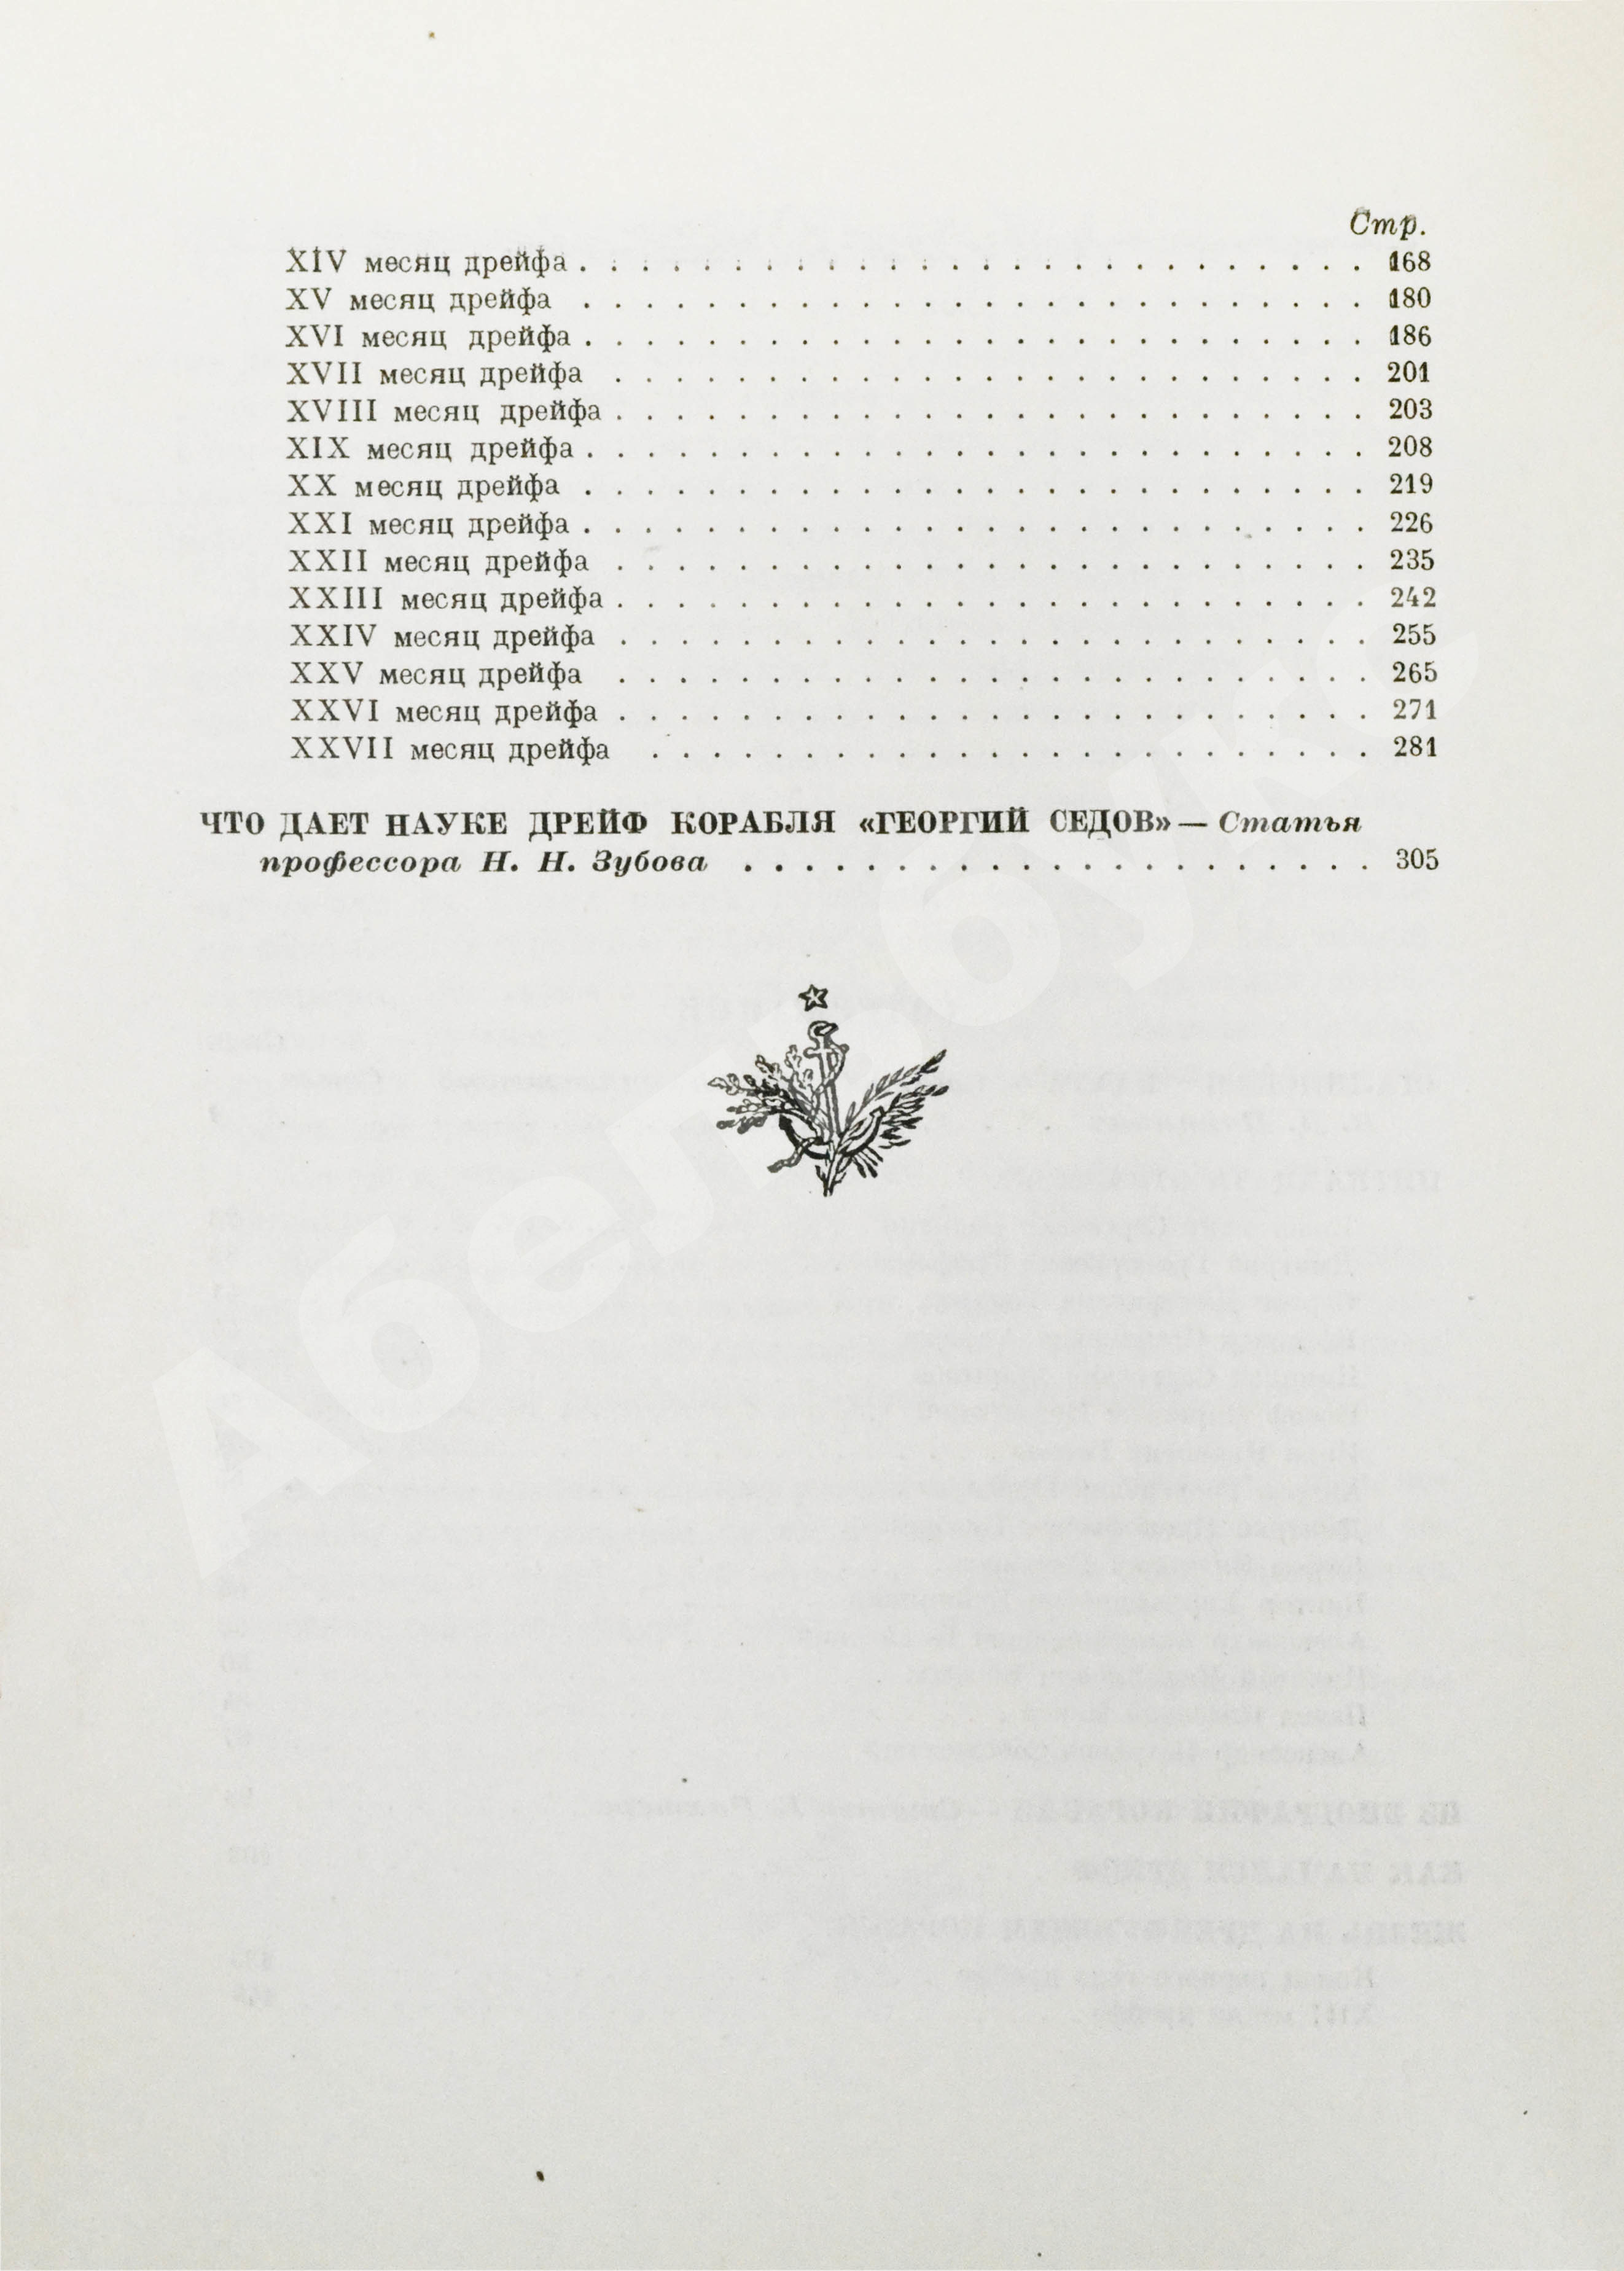 Стр.
XIV месяц дрейфа . . . . . . . . . . . . . . . . . . . . . . . . . . 168
XV месяц дрейфа . . . . . . . . . . . . . . . . . . . . . . . . . . 180
XVI месяц дрейфа . . . . . . . . . . . . . . . . . . . . . . . . . . 186
XVII месяц дрейфа . . . . . . . . . . . . . . . . . . . . . . . . . 201
XVIII месяц дрейфа . . . . . . . . . . . . . . . . . . . . . . . . . 203
XIX месяц дрейфа . . . . . . . . . . . . . . . . . . . . . . . . . . 208
XX месяц дрейфа . . . . . . . . . . . . . . . . . . . . . . . . . . 219
XXI месяц дрейфа . . . . . . . . . . . . . . . . . . . . . . . . . . 226
XXII месяц дрейфа . . . . . . . . . . . . . . . . . . . . . . . . . 235
XXIII месяц дрейфа . . . . . . . . . . . . . . . . . . . . . . . . . 242
XXIV месяц дрейфа . . . . . . . . . . . . . . . . . . . . . . . . . 255
XXV месяц дрейфа . . . . . . . . . . . . . . . . . . . . . . . . . 265
XXVI месяц дрейфа . . . . . . . . . . . . . . . . . . . . . . . . . 271
XXVII месяц дрейфа . . . . . . . . . . . . . . . . . . . . . . . . 281
ЧТО ДАЕТ НАУКЕ ДРЕЙФ КОРАБЛЯ «ГЕОРГИЙ СЕДОВ» — Статья
профессора Н. Н. Зубова . . . . . . . . . . . . . . . . . . . . . 305
Абельбукс